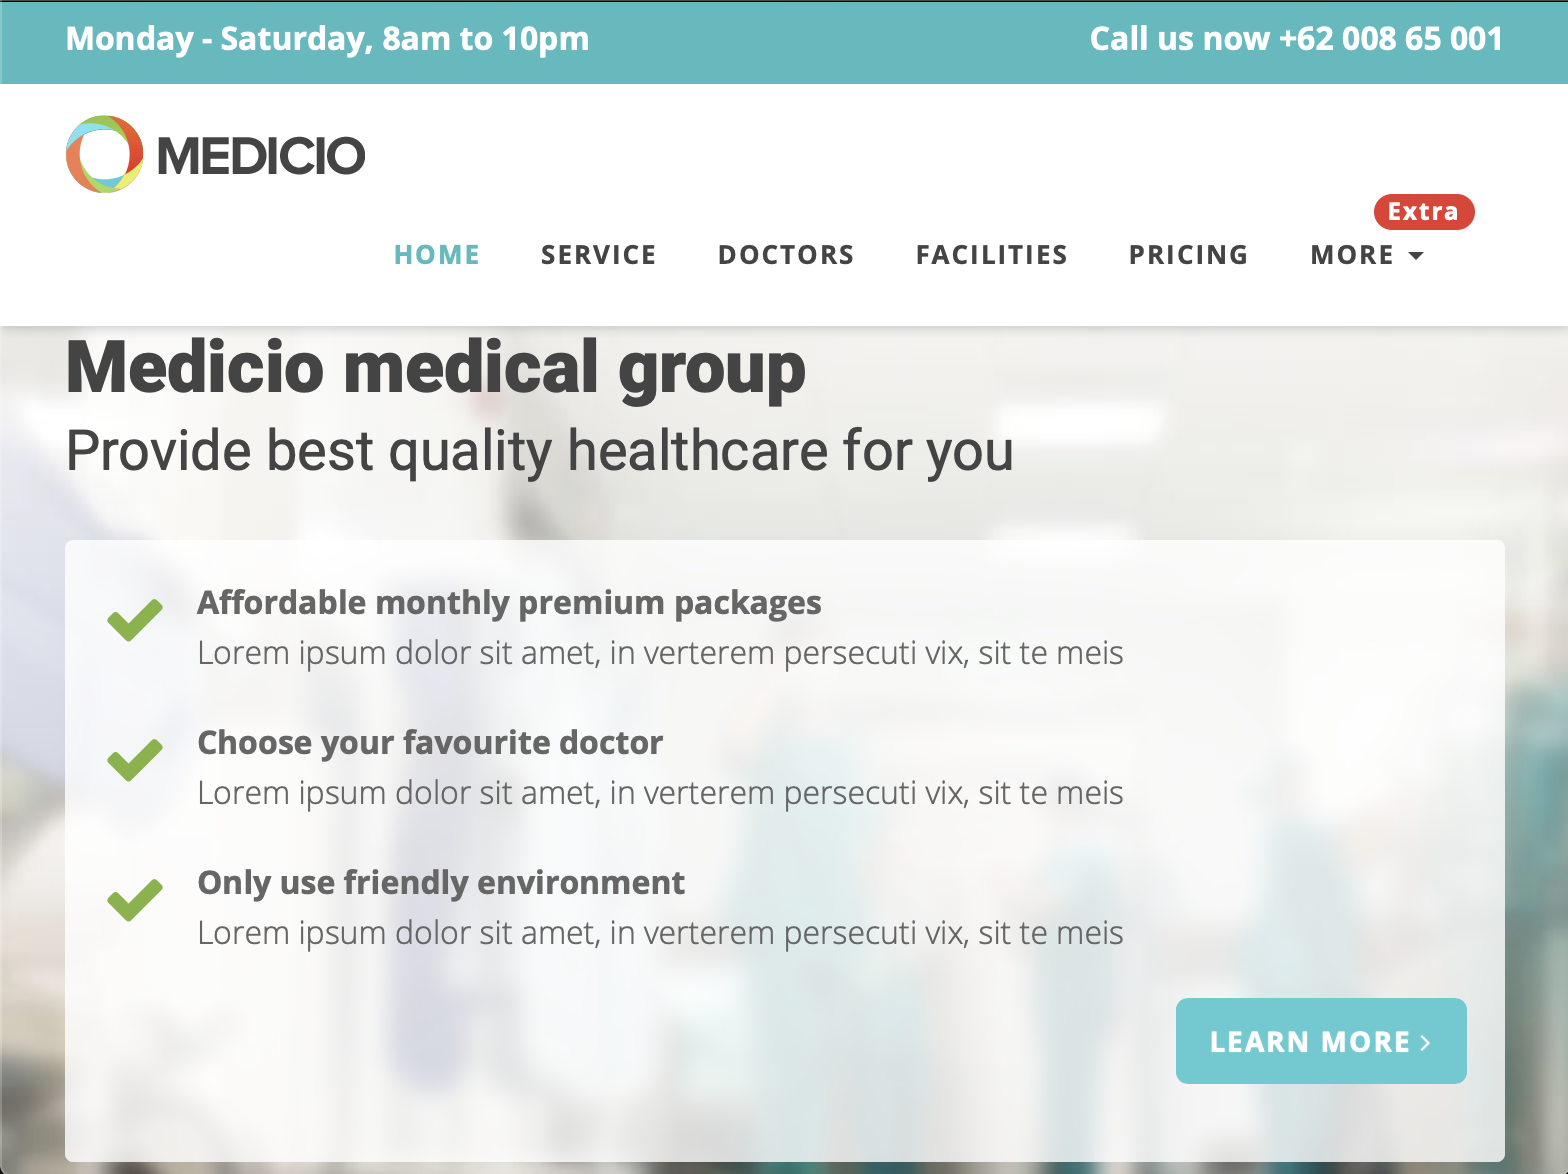 Monday - Saturday, 8am to 10pm
Call us now +62 008 65 001
MEDICIO
Extra
HOME SERVICE DOCTORS FACILITIES PRICING MORE
Medicio medical group
Provide best quality healthcare for you
Affordable monthly premium packages
Lorem ipsum dolor sit amet, in verterem persecuti vix, sit te meis
Choose your favourite doctor
Lorem ipsum dolor sit amet, in verterem persecuti vix, sit te meis
Only use friendly environment
Lorem ipsum dolor sit amet, in verterem persecuti vix, sit te meis
LEARN MORE ›